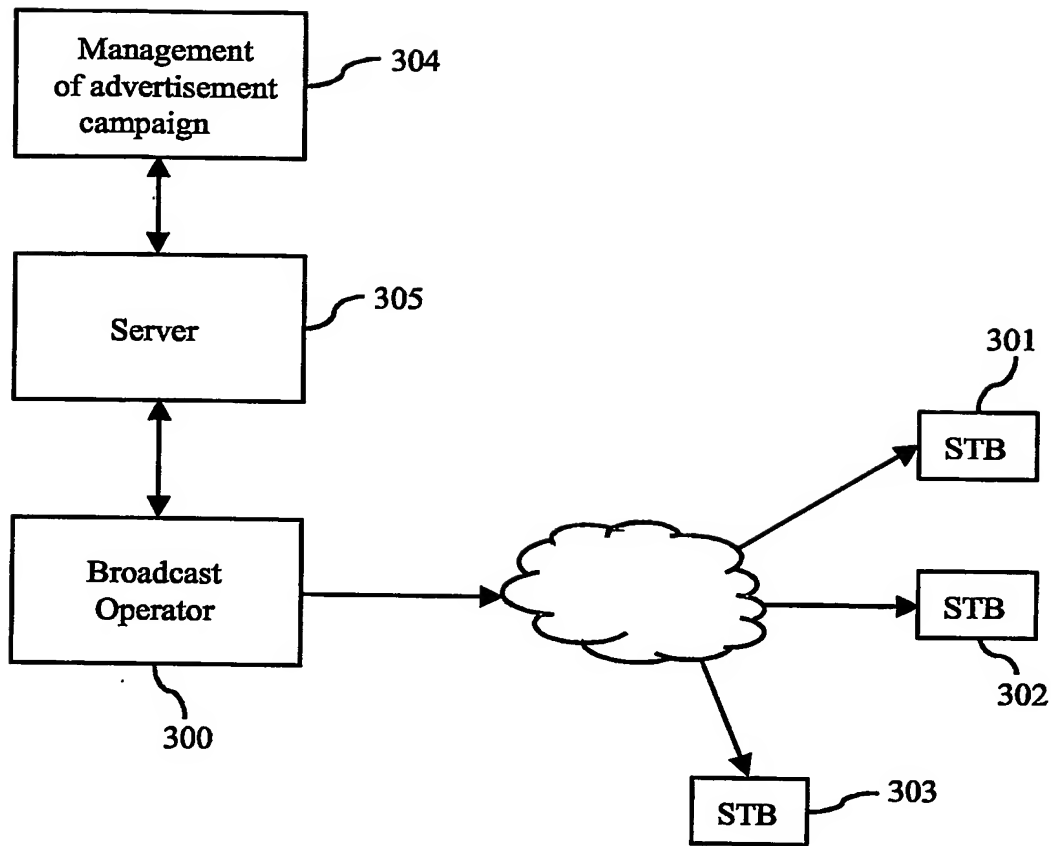 Management
of advertisement
campaign
304
Server
305
301
STB
Broadcast
Operator
STB
302
300
STB
303